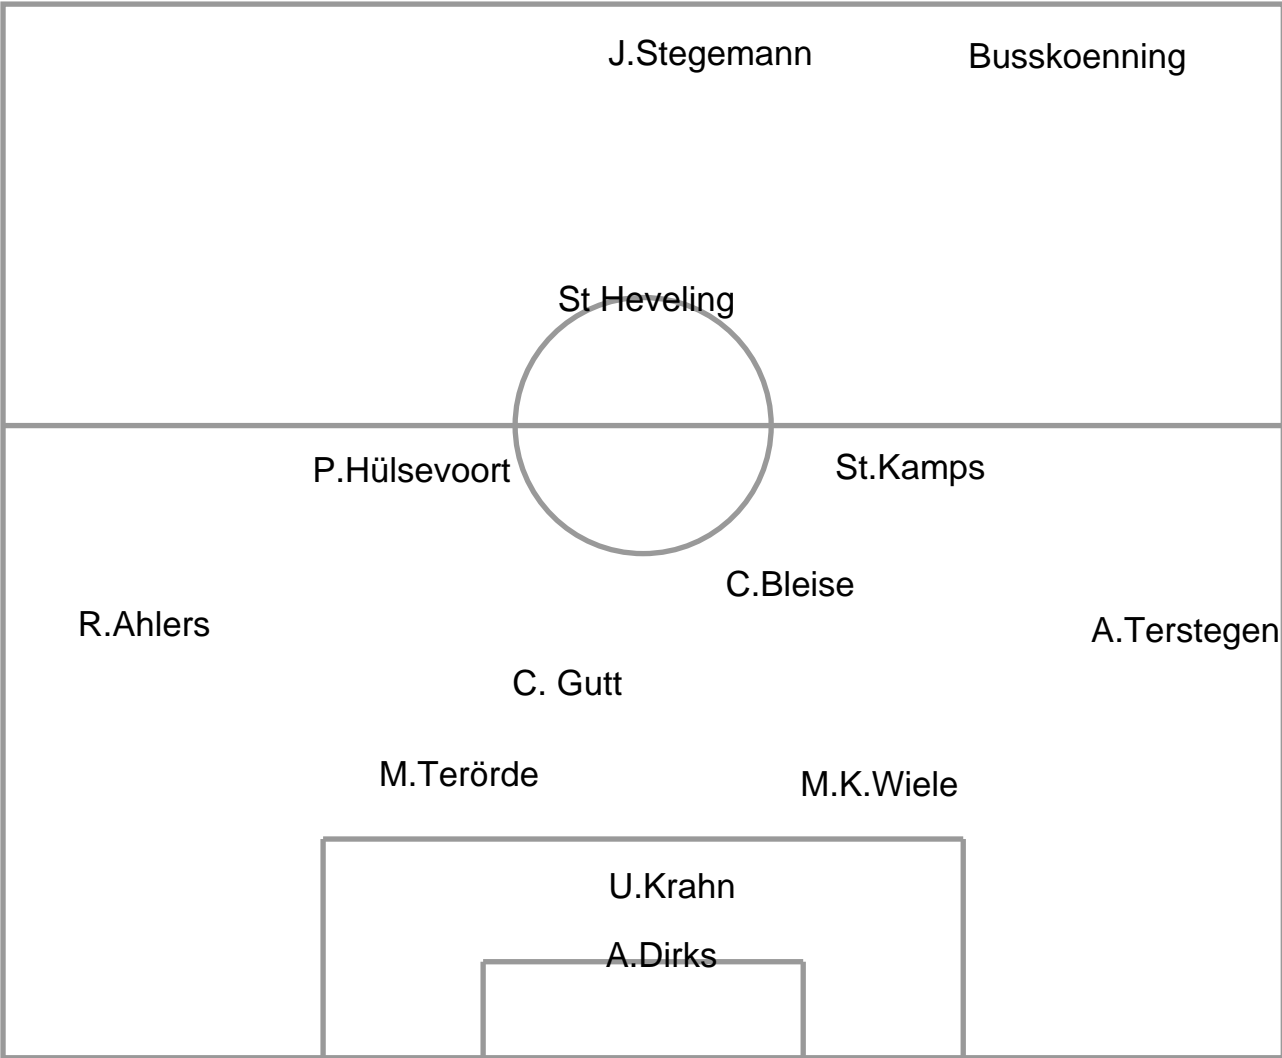 J.Stegemann
Busskoenning
St Heveling
P.Hülsevoort
St.Kamps
C.Bleise
R.Ahlers
A.Terstegen
C. Gutt
M.Terörde
M.K.Wiele
U.Krahn
A.Dirks